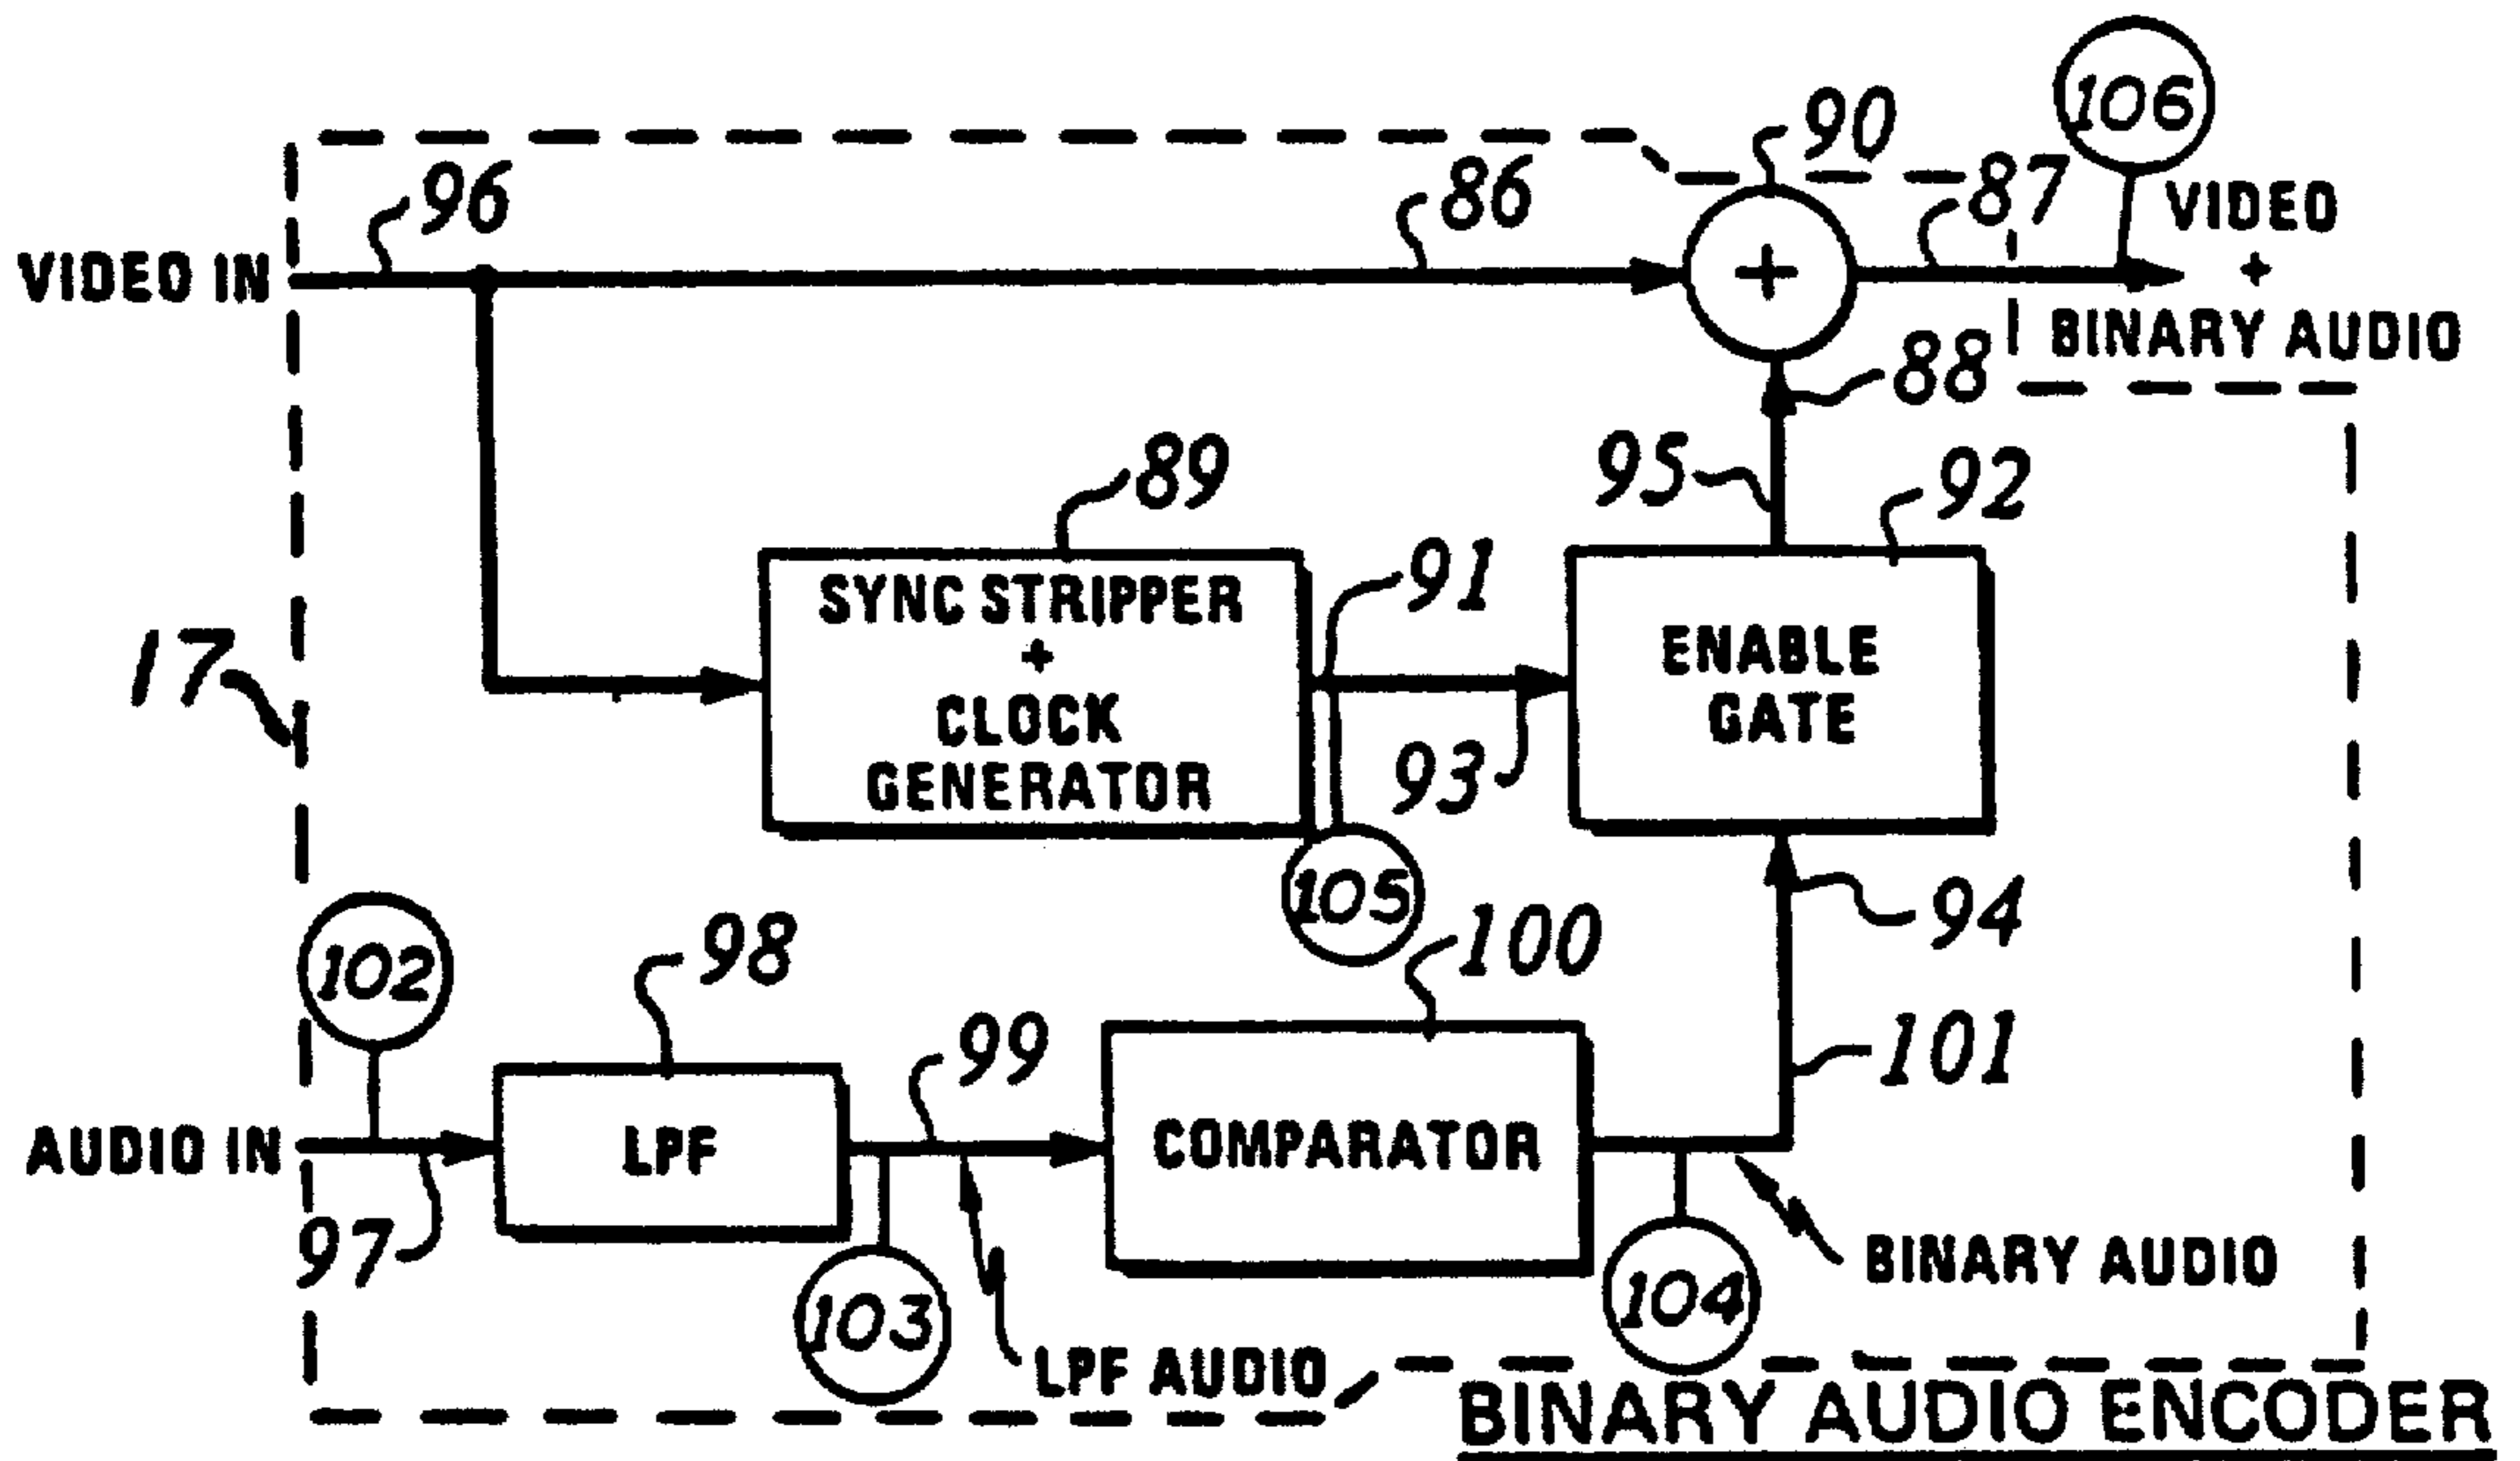 106
90
96
86
87
VIDEO IN
VIDEO
+
BINARY AUDIO
+
88
95
92
89
91
SYNC STRIPPER
+
CLOCK
GENERATOR
ENABLE
GATE
17
93
105
94
102
98
100
99
101
AUDIO IN
LPF
COMPARATOR
97
103
LPF AUDIO
104
BINARY AUDIO
BINARY AUDIO ENCODER